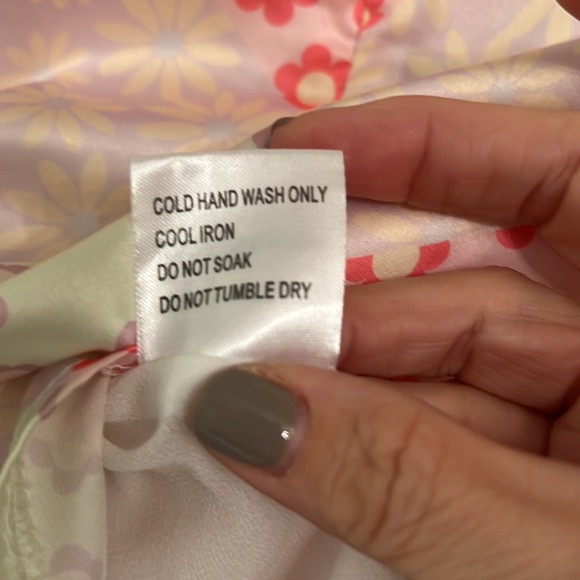 COLD HAND WASH ONLY
COOL IRON
DO NOT SOAK
DO NOT TUMBLE DRY